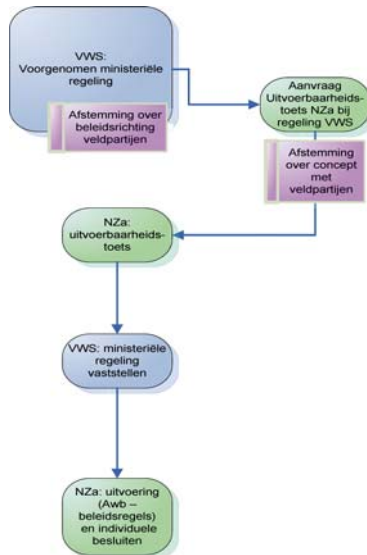 VWS:
Voorgenomen ministeriële
regeling
Afstemming over
beleidsrichting
veldpartijen
Aanvraag
Uitvoerbaarheids-
toets NZa bij
regeling VWS
Afstemming
over concept
met
veldpartijen
NZa:
uitvoerbaarheids-
toets
VWS: ministeriële
regeling
vaststellen
NZa: uitvoering
(Awb –
beleidsregels)
en individuele
besluiten